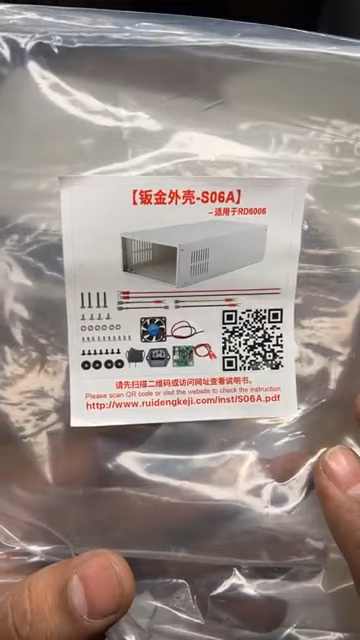 【钣金外壳-S06A】
–适用于RD6006
请先扫描二维码或访问网址查看说明书。
Please scan QR code or visit the website to check the instruction
http://www.ruidengkeji.com/inst/S06A.pdf